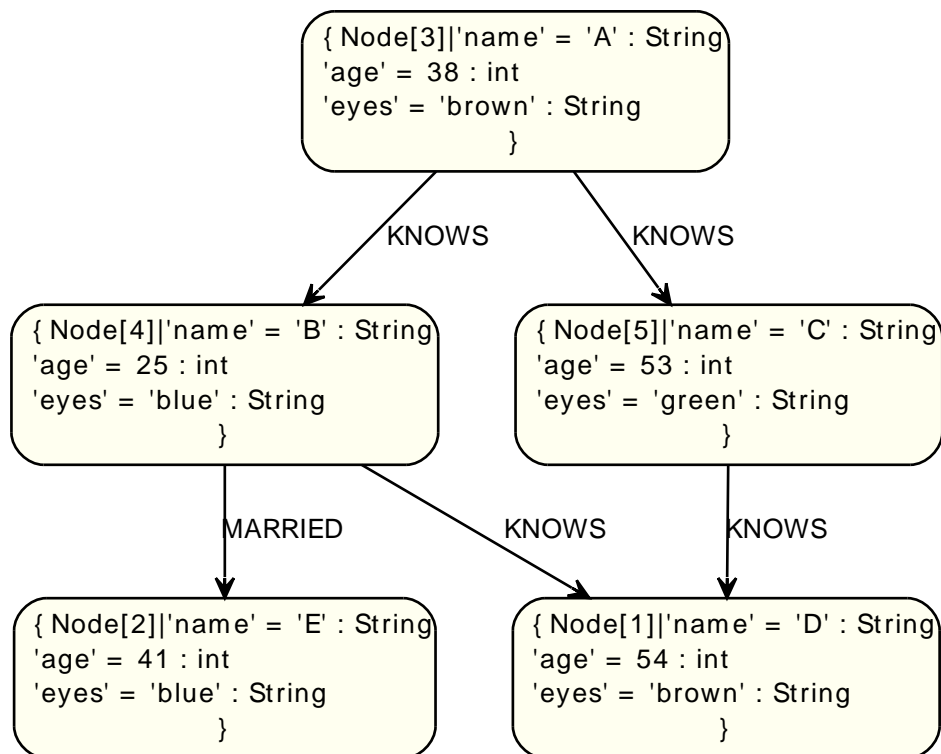 { Node[3]|'name' = 'A' : String
'age' = 38 : int
'eyes' = 'brown' : String
}
KNOWS
KNOWS
{ Node[4]|'name' = 'B' : String
'age' = 25 : int
'eyes' = 'blue' : String
}
{ Node[5]|'name' = 'C' : String
'age' = 53 : int
'eyes' = 'green' : String
}
MARRIED
KNOWS
KNOWS
{ Node[2]|'name' = 'E' : String
'age' = 41 : int
'eyes' = 'blue' : String
}
{ Node[1]|'name' = 'D' : String
'age' = 54 : int
'eyes' = 'brown' : String
}